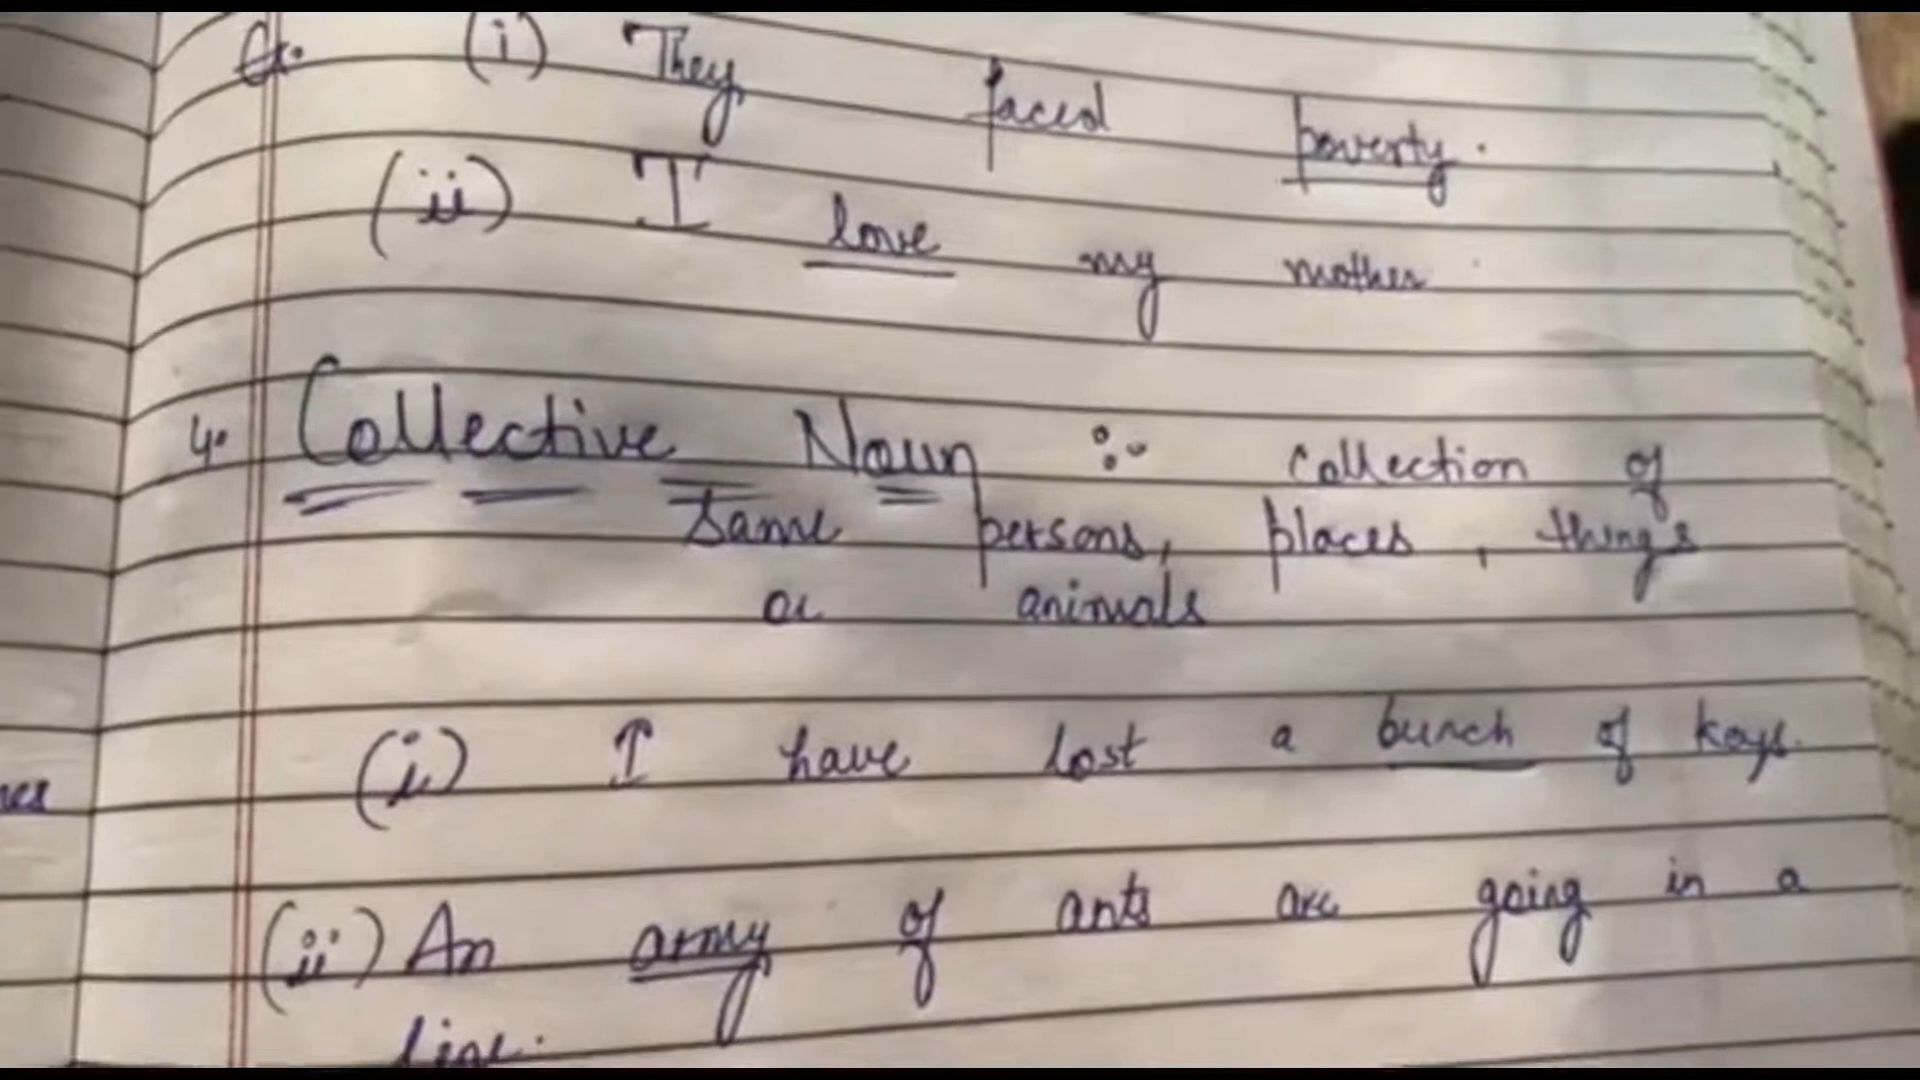 Ex. (i) They faced poverty.
(ii) I love my mother.
4. Collective Noun :- Collection of
same persons, places, thing's
or animals
(i) I have lost a bunch of keys.
(ii) An army of ants are going in a
line.